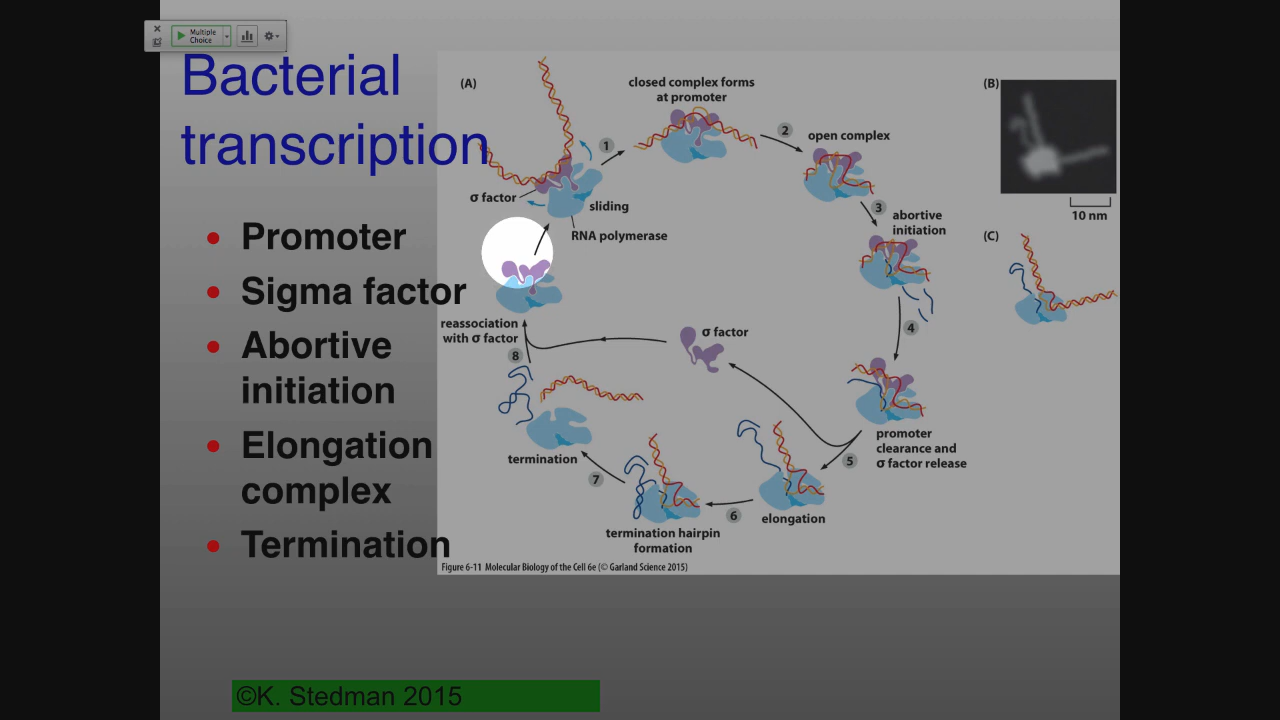 Multiple
Choice
Bacterial
transcription
Promoter
Sigma factor
Abortive
initiation
Elongation
complex
Termination
(A)
closed complex forms
at promoter
1
2
open complex
σ factor
sliding
RNA polymerase
3
abortive
initiation
4
reassociation
with σ factor
σ factor
8
promoter
clearance and
σ factor release
5
termination
7
elongation
6
termination hairpin
formation
(B)
10 nm
(C)
Figure 6-11 Molecular Biology of the Cell 6e (© Garland Science 2015)
©K. Stedman 2015